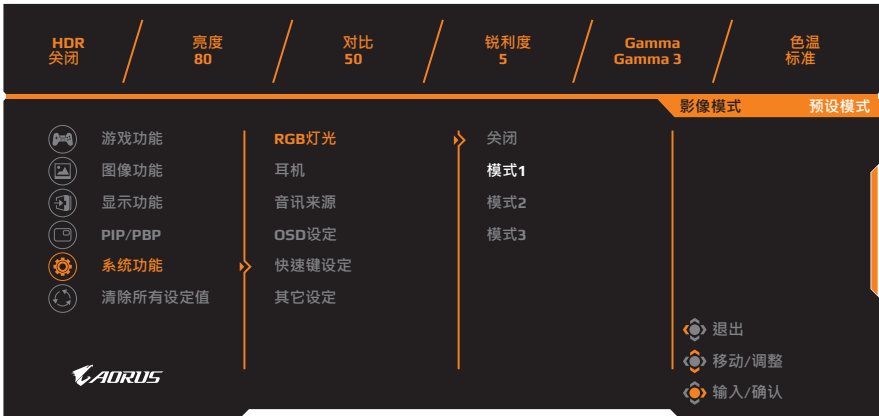 HDR
关闭
亮度
80
对比
50
锐利度
5
Gamma
Gamma 3
色温
标准
影像模式 预设模式
游戏功能
图像功能
显示功能
PIP/PBP
系统功能
清除所有设定值
RGB灯光
耳机
音讯来源
OSD设定
快速键设定
其它设定
关闭
模式1
模式2
模式3
退出
移动/调整
输入/确认
AORUS